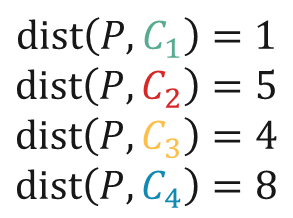 dist(P, C₁) = 1
dist(P, C₂) = 5
dist(P, C₃) = 4
dist(P, C₄) = 8